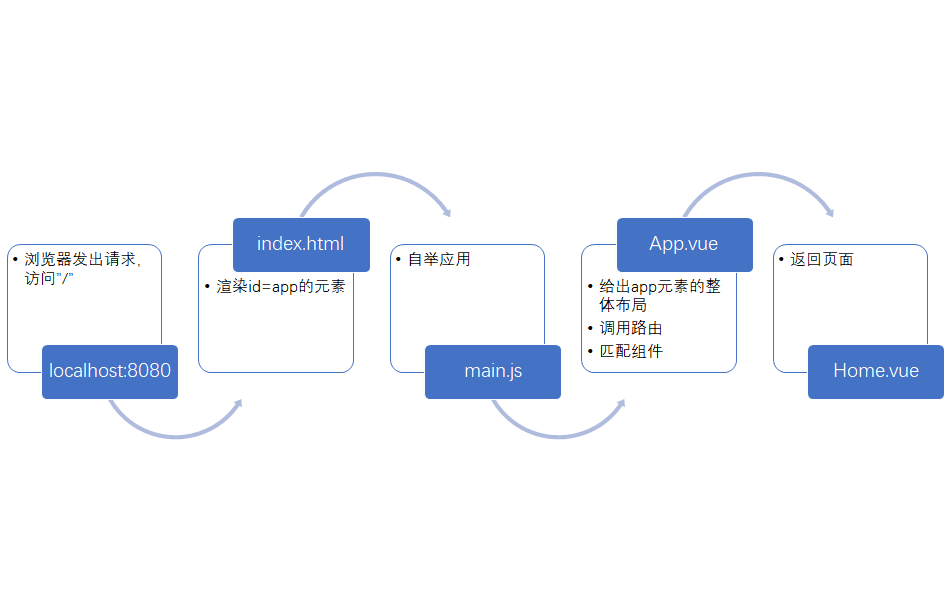 • 浏览器发出请求，
访问”/”
localhost:8080
index.html
• 渲染id=app的元素
• 自举应用
main.js
App.vue
• 给出app元素的整
体布局
• 调用路由
• 匹配组件
• 返回页面
Home.vue